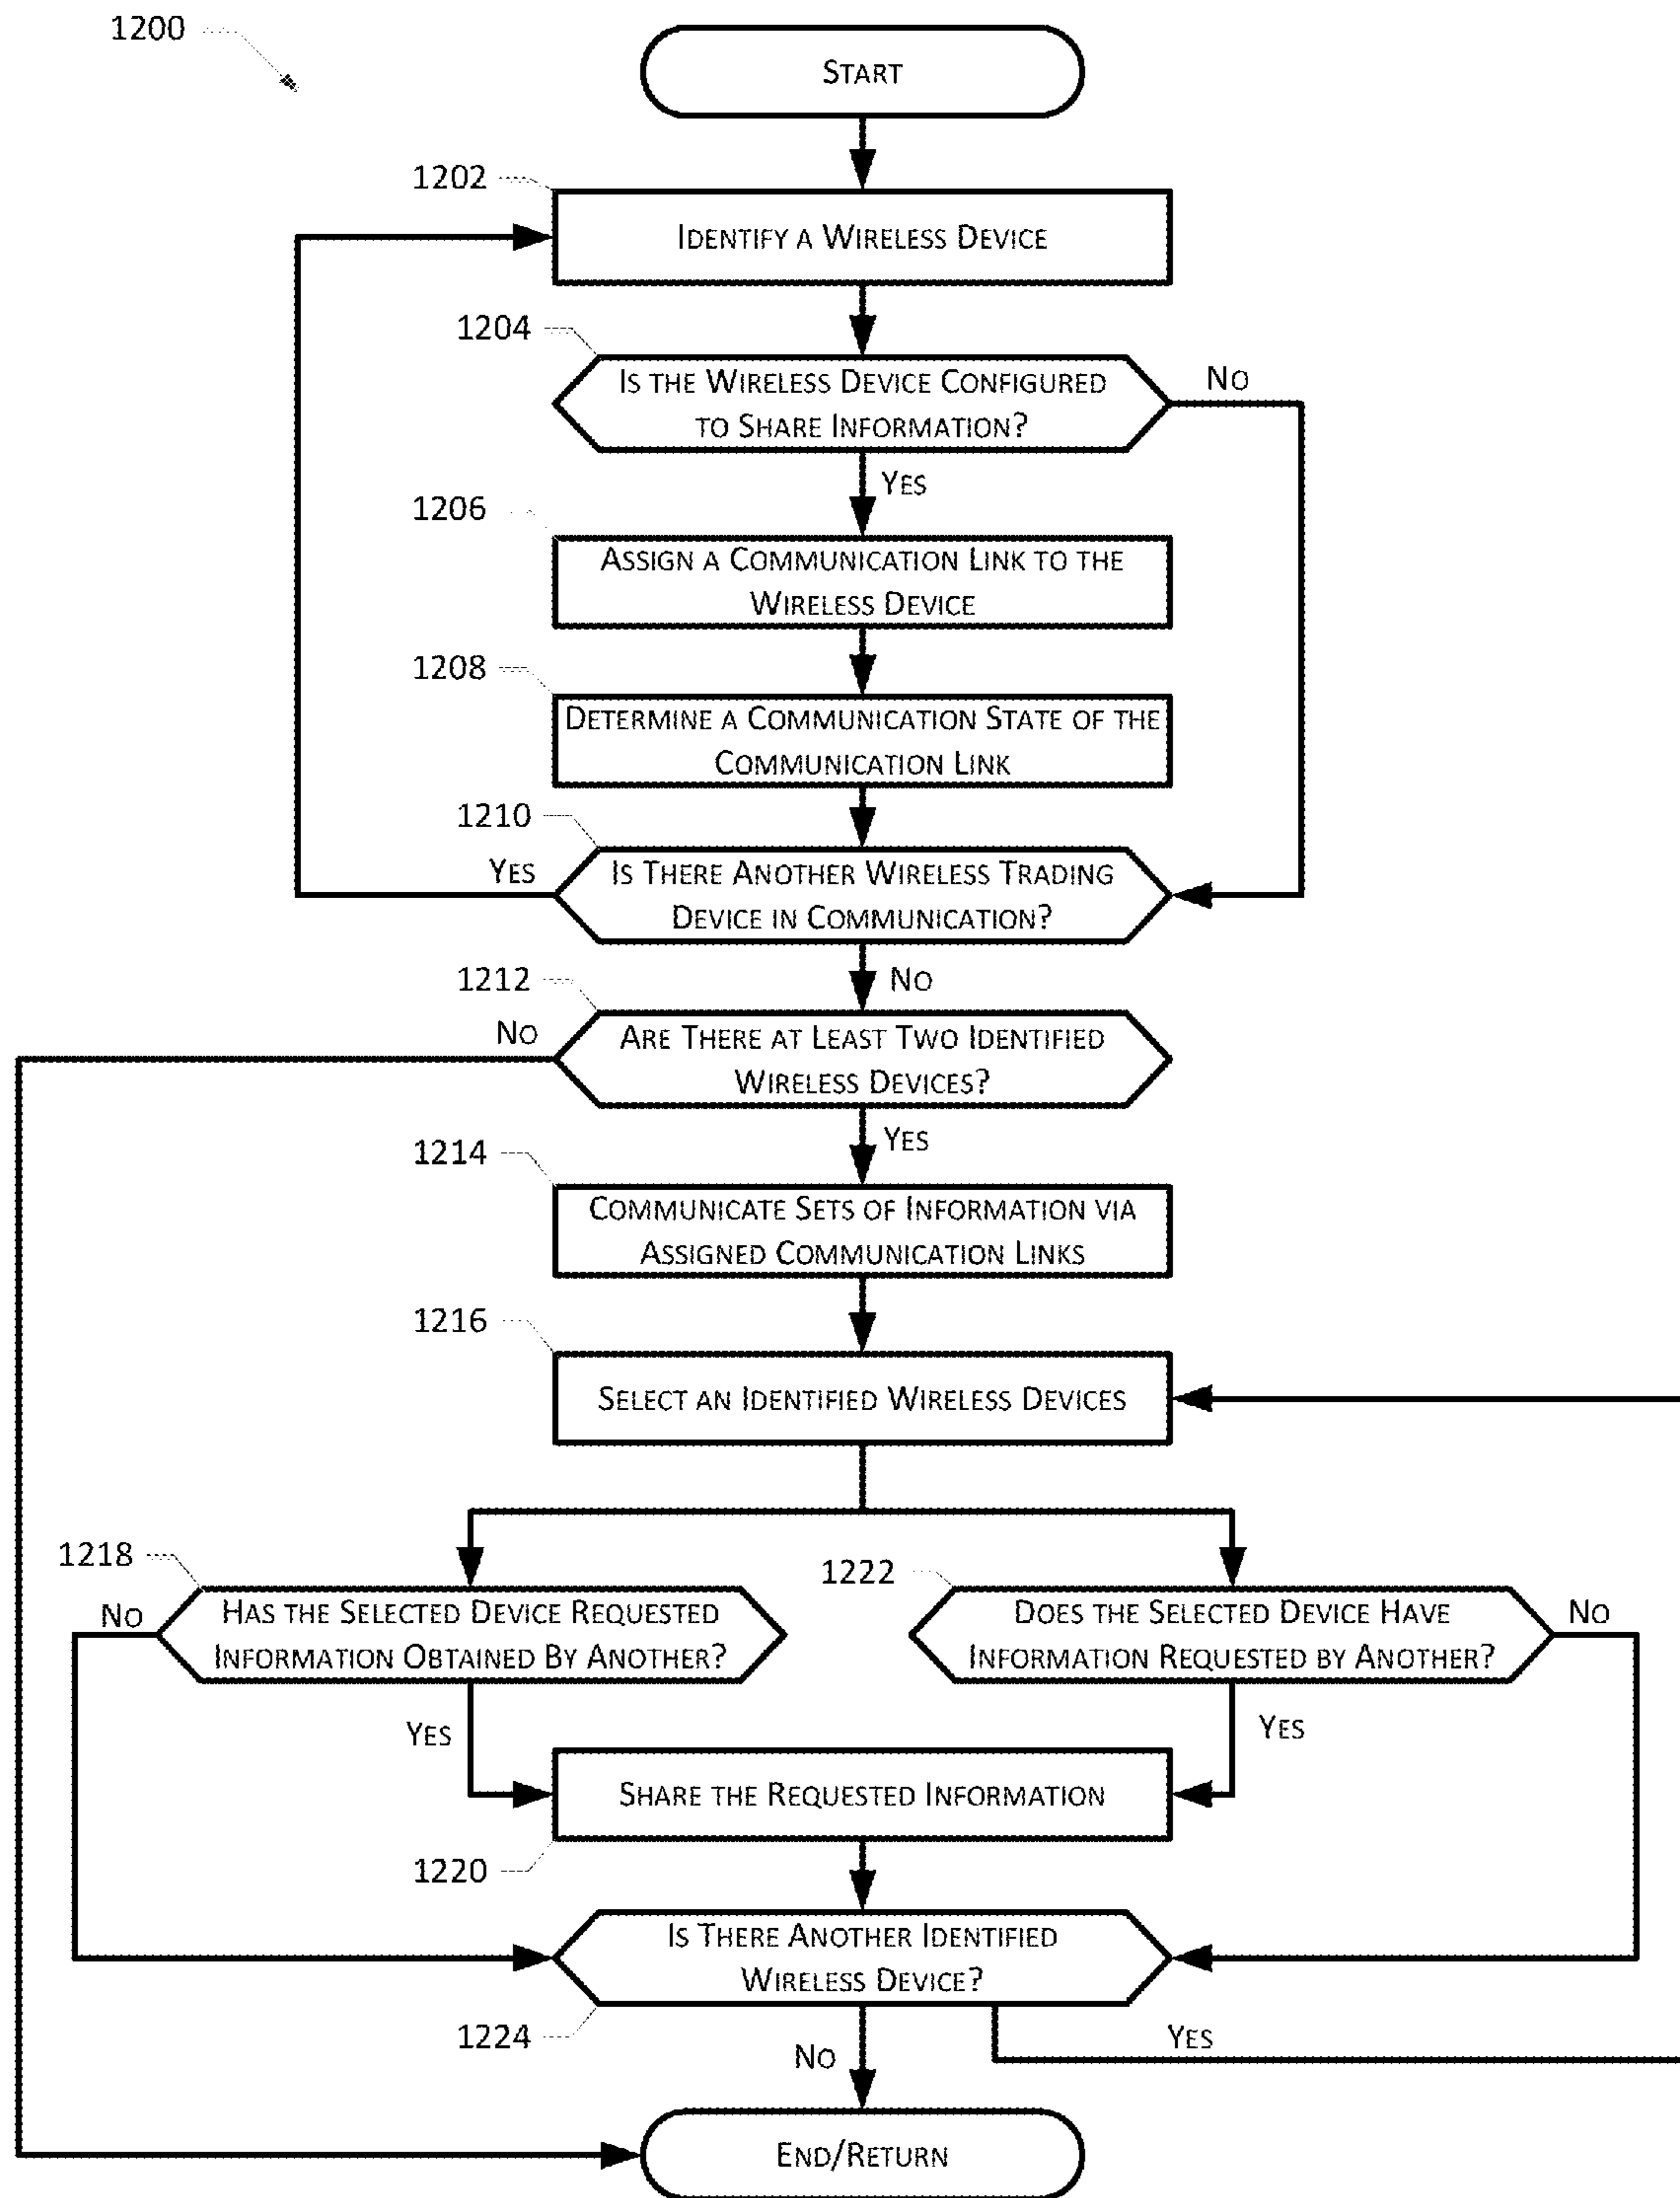 1200
START
1202
IDENTIFY A WIRELESS DEVICE
1204
IS THE WIRELESS DEVICE CONFIGURED
TO SHARE INFORMATION?
NO
YES
1206
ASSIGN A COMMUNICATION LINK TO THE
WIRELESS DEVICE
1208
DETERMINE A COMMUNICATION STATE OF THE
COMMUNICATION LINK
1210
YES
IS THERE ANOTHER WIRELESS TRADING
DEVICE IN COMMUNICATION?
NO
1212
NO
ARE THERE AT LEAST TWO IDENTIFIED
WIRELESS DEVICES?
YES
1214
COMMUNICATE SETS OF INFORMATION VIA
ASSIGNED COMMUNICATION LINKS
1216
SELECT AN IDENTIFIED WIRELESS DEVICES
1218
NO
HAS THE SELECTED DEVICE REQUESTED
INFORMATION OBTAINED BY ANOTHER?
1222
DOES THE SELECTED DEVICE HAVE
INFORMATION REQUESTED BY ANOTHER?
NO
YES
YES
SHARE THE REQUESTED INFORMATION
1220
IS THERE ANOTHER IDENTIFIED
WIRELESS DEVICE?
1224
NO
YES
END/RETURN